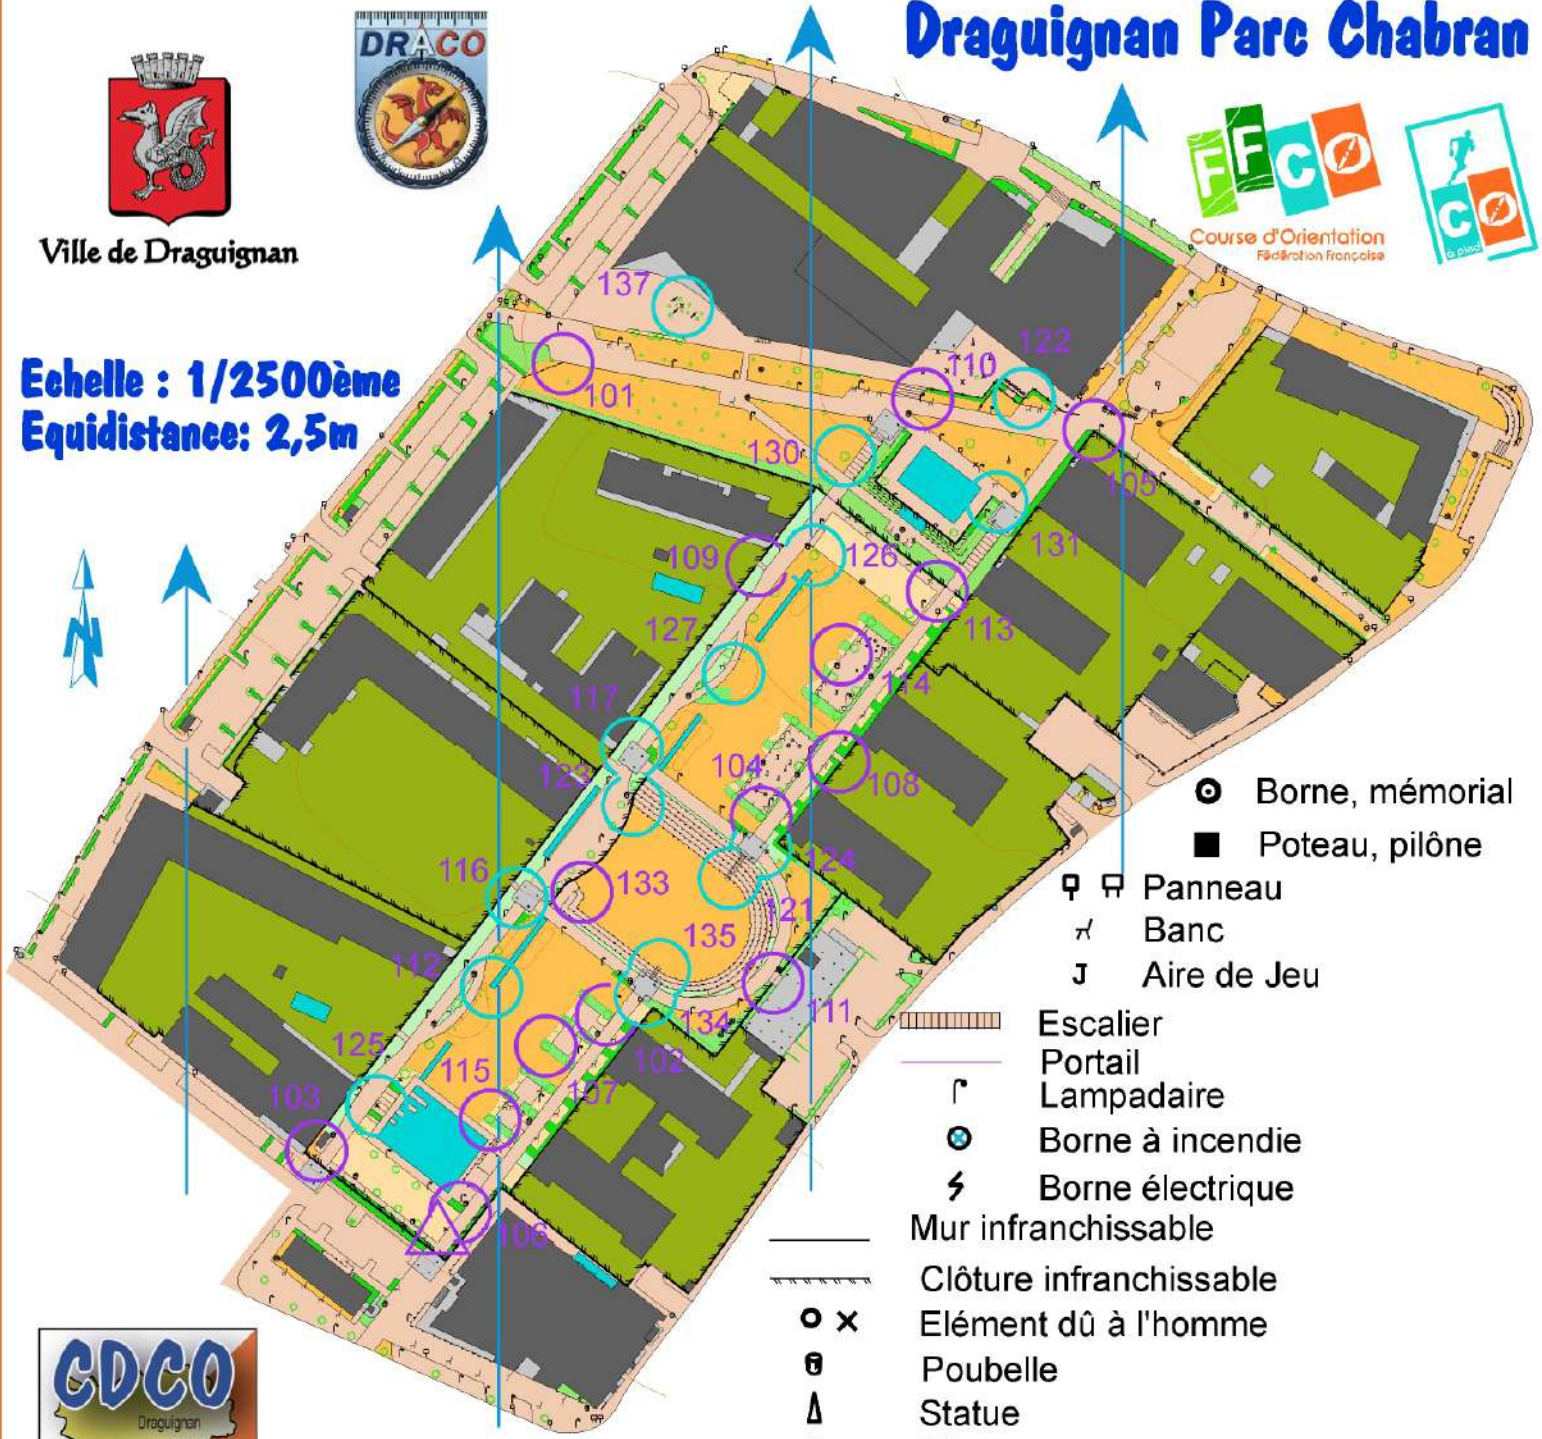 Draguignan Parc Chabran
DRACO
Ville de Draguignan
FFCO
Course d'Orientation
Fédération Française
CO
à pied
Echelle : 1/2500ème
Equidistance: 2,5m
N
137
101
110
122
130
105
131
109
126
113
127
114
117
123
104
108
124
116
133
121
135
112
111
134
102
125
115
107
103
106
Borne, mémorial
Poteau, pilône
Panneau
Banc
J Aire de Jeu
Escalier
Portail
Lampadaire
Borne à incendie
Borne électrique
Mur infranchissable
Clôture infranchissable
Elément dû à l'homme
Poubelle
Statue
CDCO
Draguignan